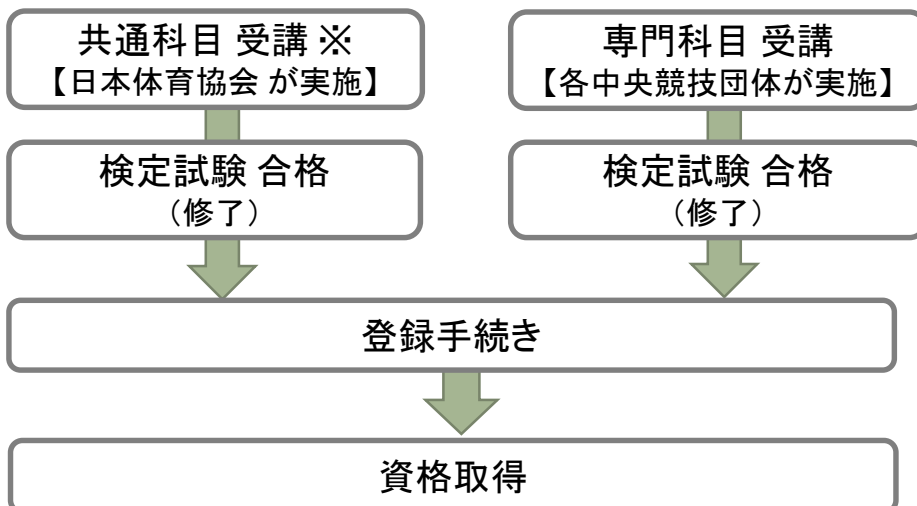 共通科目 受講 ※
【日本体育協会 が実施】
専門科目 受講
【各中央競技団体が実施】
検定試験 合格
（修了）
検定試験 合格
（修了）
登録手続き
資格取得